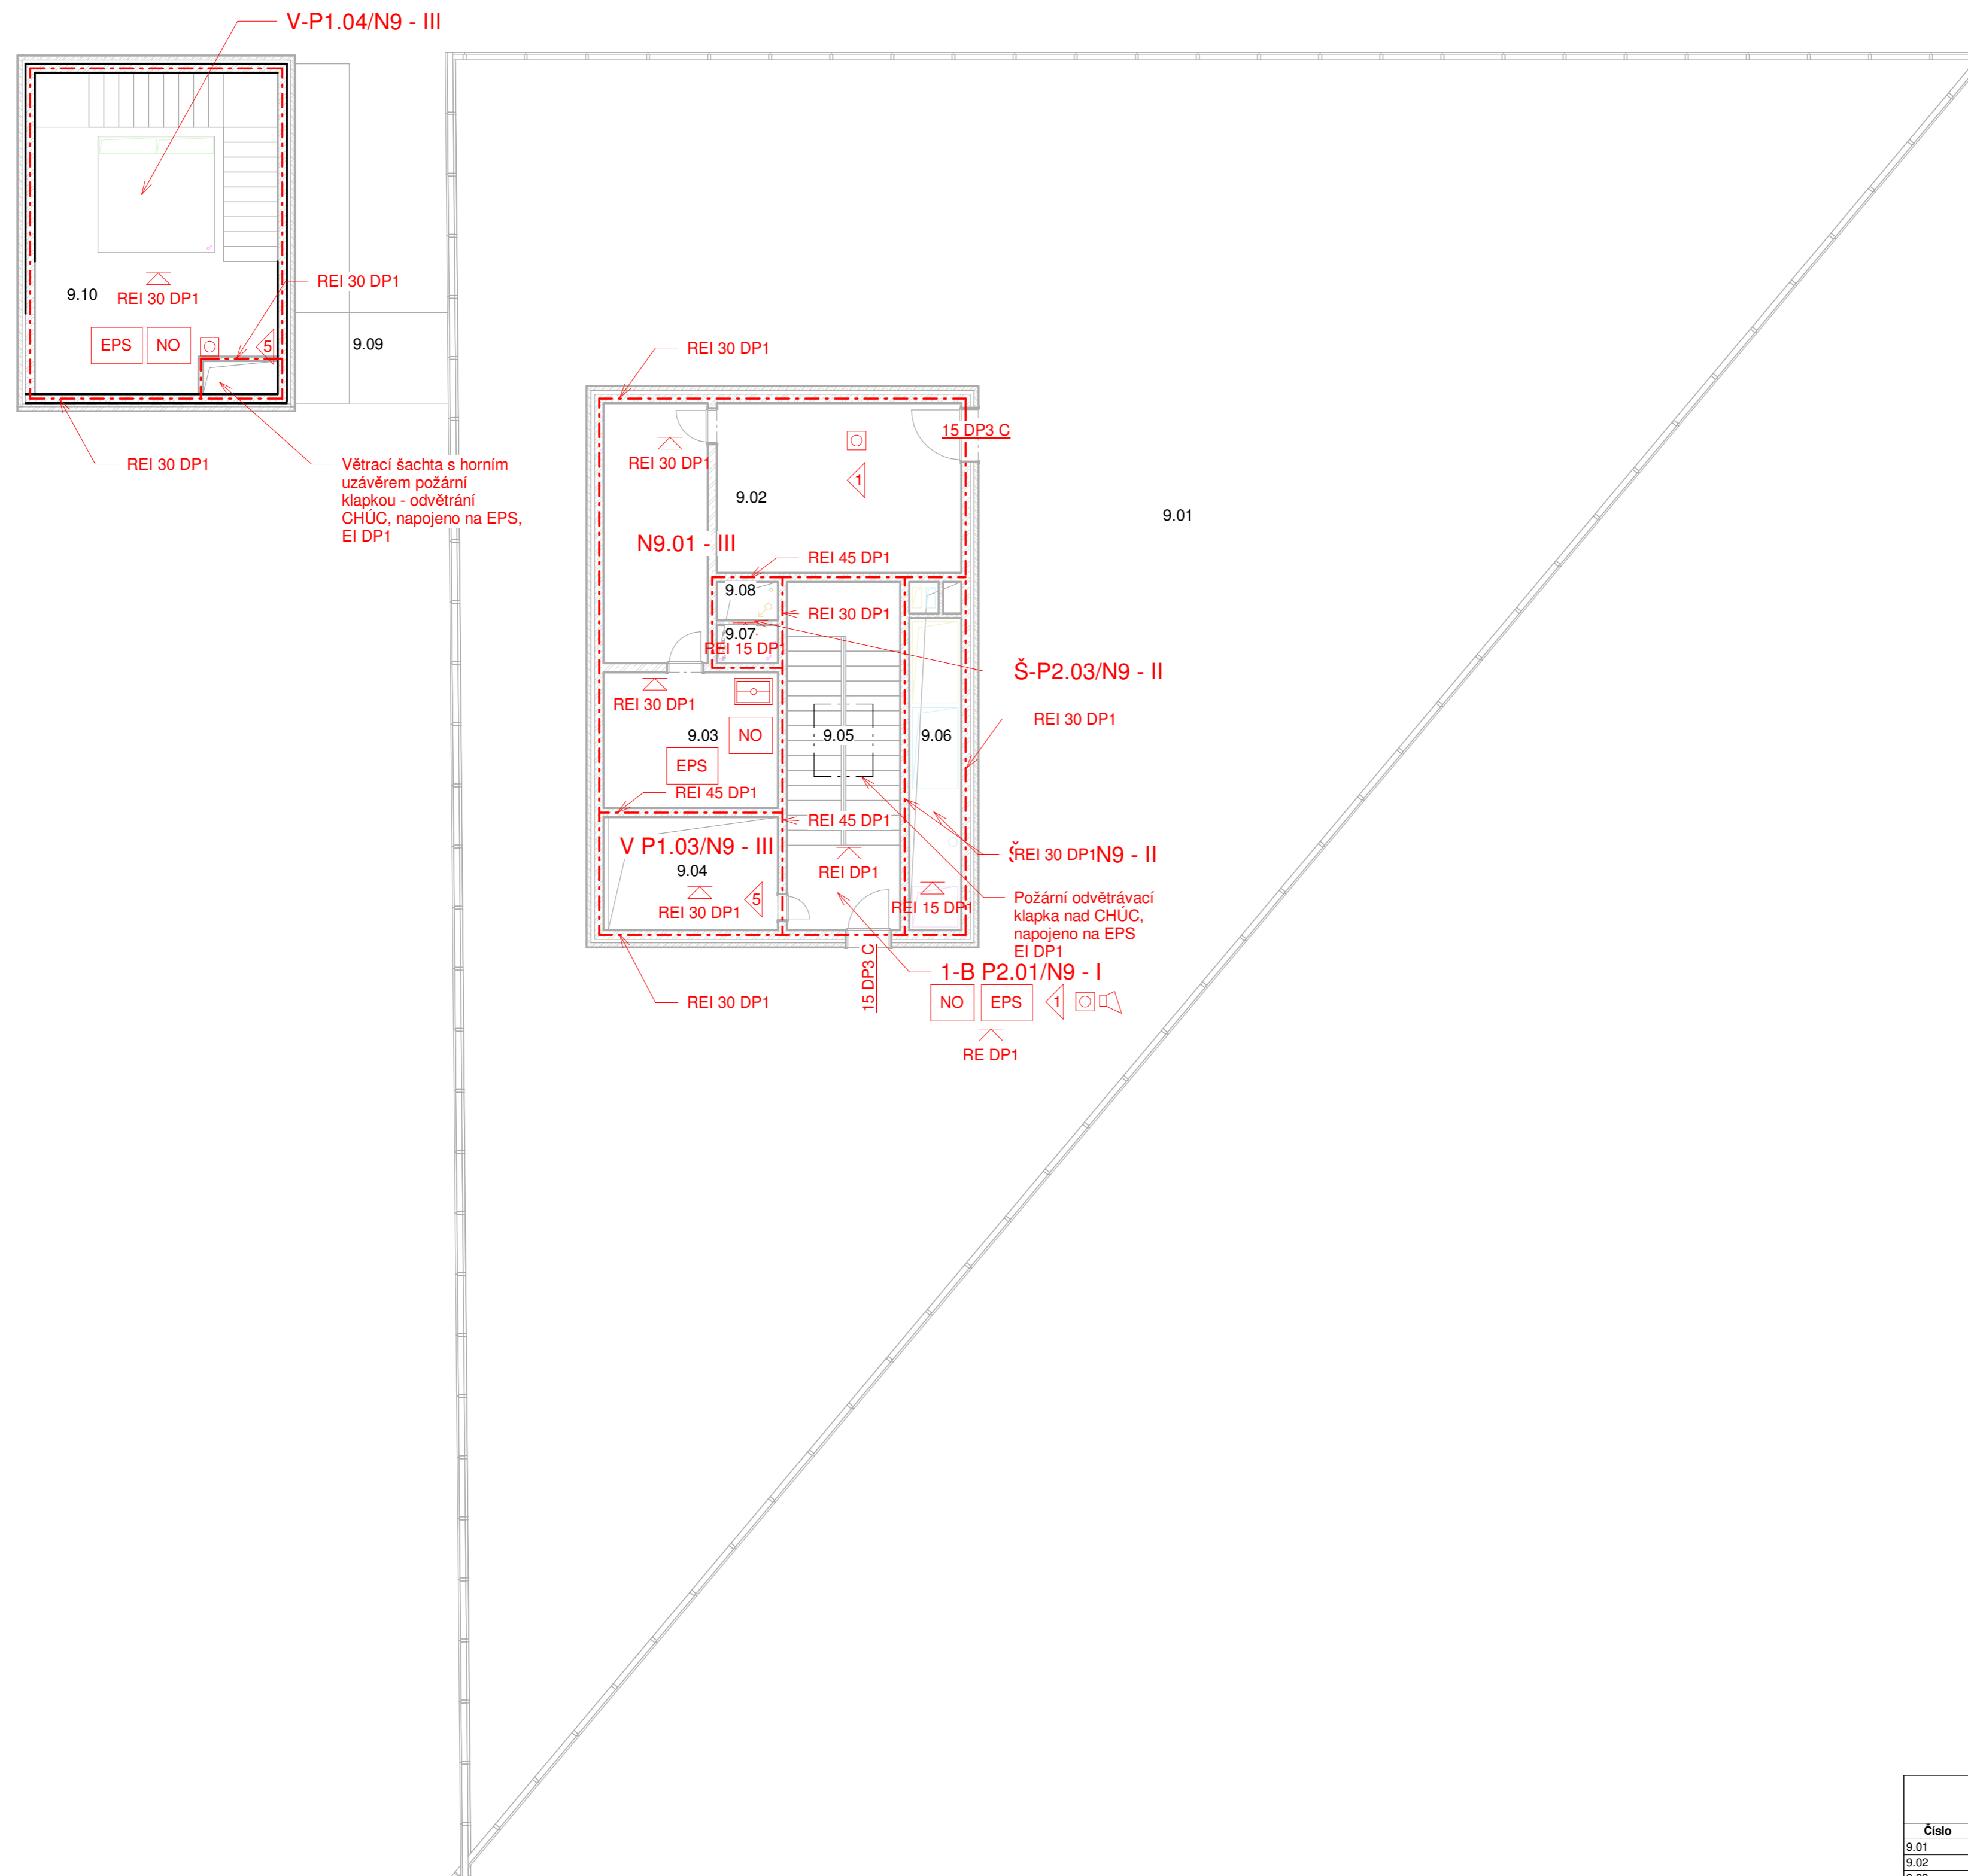 V-P1.04/N9 - III
REI 30 DP1
9.10
REI 30 DP1
EPS
NO
5
9.09
REI 30 DP1
Větrací šachta s horním
uzávěrem požární
klapkou - odvětrání
CHÚC, napojeno na EPS,
EI DP1
REI 30 DP1
15 DP3 C
REI 30 DP1
1
9.02
9.01
N9.01 - III
REI 45 DP1
9.08
REI 30 DP1
9.07
REI 15 DP1
Š-P2.03/N9 - II
REI 30 DP1
REI 30 DP1
9.03
NO
9.05
9.06
EPS
REI 45 DP1
REI 45 DP1
V P1.03/N9 - III
9.04
REI DP1
REI 30 DP1
N9 - II
5
REI 30 DP1
REI 15 DP1
Požární odvětrávací
klapka nad CHÚC,
napojeno na EPS
EI DP1
15 DP3 C
1-B P2.01/N9 - I
REI 30 DP1
NO
EPS
1
RE DP1
Číslo
9.01
9.02